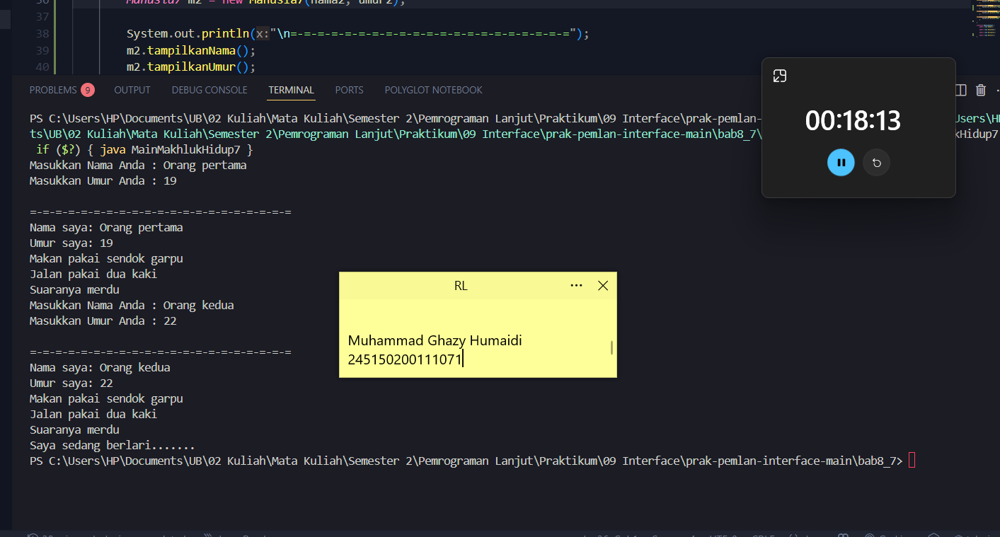 36 Manusia7 m2 = new Manusia7(nama2, umur2);
37
38 System.out.println(x:"\n=-=-=-=-=-=-=-=-=-=-=-=-=-=-=-=-=-=-=-=-=");
39 m2.tampilkanNama();
40 m2.tampilkanUmur();
PROBLEMS 9 OUTPUT DEBUG CONSOLE TERMINAL PORTS POLYGLOT NOTEBOOK
00:18:13
PS C:\Users\HP\Documents\UB\02 Kuliah\Mata Kuliah\Semester 2\Pemrograman Lanjut\Praktikum\09 Interface\prak-pemlan- Users\HP
ts\UB\02 Kuliah\Mata Kuliah\Semester 2\Pemrograman Lanjut\Praktikum\09 Interface\prak-pemlan-interface-main\bab8_7\ kHidup7
if ($?) { java MainMakhlukHidup7 }
Masukkan Nama Anda : Orang pertama
Masukkan Umur Anda : 19
=-=-=-=-=-=-=-=-=-=-=-=-=-=-=-=-=-=-=-=-=
Nama saya: Orang pertama
Umur saya: 19
Makan pakai sendok garpu
Jalan pakai dua kaki
Suaranya merdu
Masukkan Nama Anda : Orang kedua
Masukkan Umur Anda : 22
=-=-=-=-=-=-=-=-=-=-=-=-=-=-=-=-=-=-=-=-=
Nama saya: Orang kedua
Umur saya: 22
Makan pakai sendok garpu
Jalan pakai dua kaki
Suaranya merdu
Saya sedang berlari.......
PS C:\Users\HP\Documents\UB\02 Kuliah\Mata Kuliah\Semester 2\Pemrograman Lanjut\Praktikum\09 Interface\prak-pemlan-interface-main\bab8_7>
RL
Muhammad Ghazy Humaidi
245150200111071